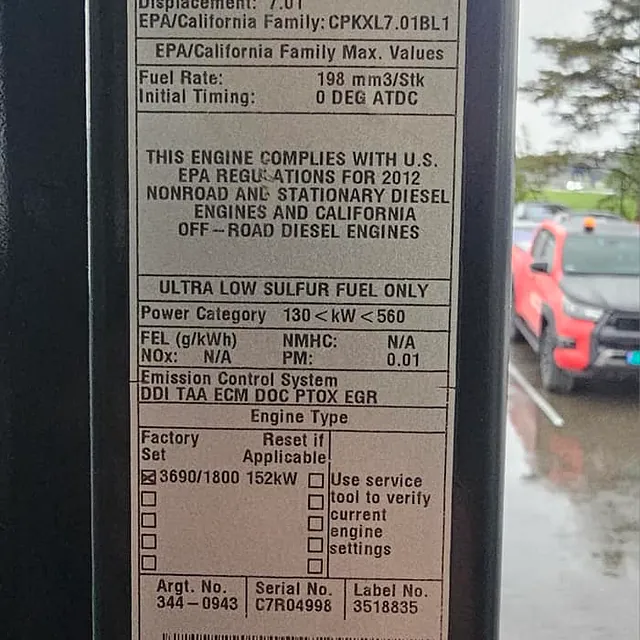 Displacement: 7.01
EPA/California Family: CPKXL7.01BL1
EPA/California Family Max. Values
Fuel Rate: 198 mm3/Stk
Initial Timing: 0 DEG ATDC
THIS ENGINE COMPLIES WITH U.S.
EPA REGULATIONS FOR 2012
NONROAD AND STATIONARY DIESEL
ENGINES AND CALIFORNIA
OFF-ROAD DIESEL ENGINES
ULTRA LOW SULFUR FUEL ONLY
Power Category 130<kW<560
FEL (g/kWh) NMHC: N/A
NOx: N/A PM: 0.01
Emission Control System
DDI TAA ECM DOC PTOX EGR
Engine Type
Factory Set
Reset if Applicable
3690/1800 152kW
Use service
tool to verify
current
engine
settings
Argt. No. Serial No. Label No.
344-0943 C7R04998 3518835